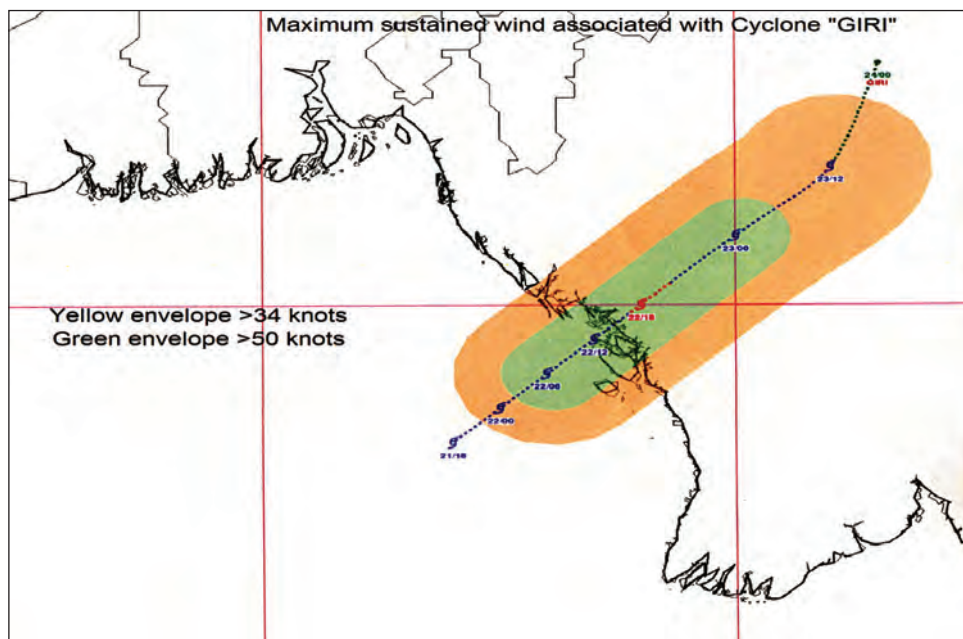 Maximum sustained wind associated with Cyclone "GIRI"
24/00
GIRI
23/12
23/00
Yellow envelope >34 knots
22/18
Green envelope >50 knots
22/12
22/06
22/00
21/18